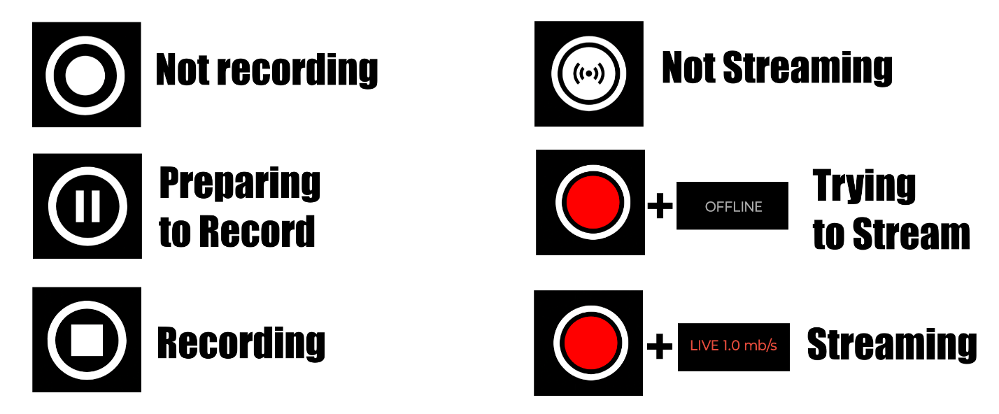 Not recording
Preparing
to Record
Recording
Not Streaming
+ OFFLINE
Trying
to Stream
+ LIVE 1.0 mb/s
Streaming